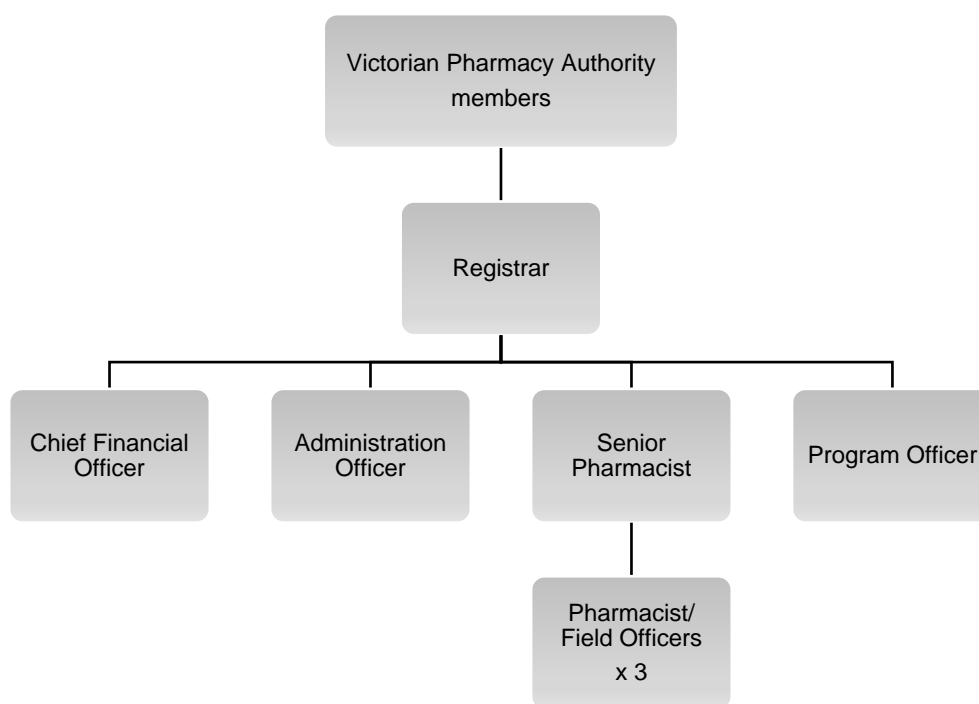 Victorian Pharmacy Authority
members
Registrar
Chief Financial
Officer
Administration
Officer
Senior
Pharmacist
Program Officer
Pharmacist/
Field Officers
x 3